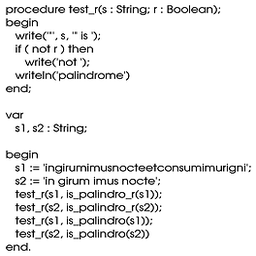 procedure test_r(s : String; r : Boolean);
begin
write('"', s, '" is ');
if ( not r ) then
write('not ');
writeln('palindrome')
end;
var
s1, s2 : String;
begin
s1 := 'ingirumimusnocteetconsumimurigni';
s2 := 'in girum imus nocte';
test_r(s1, is_palindro_r(s1));
test_r(s2, is_palindro_r(s2));
test_r(s1, is_palindro(s1));
test_r(s2, is_palindro(s2))
end.